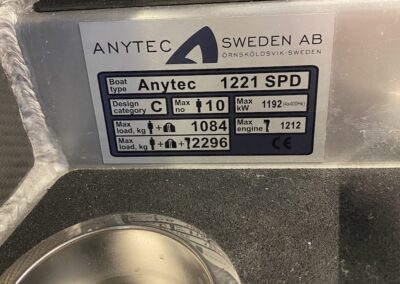 ANYTEC SWEDEN AB
ÖRNSKÖLDSVIK-SWEDEN
Boat type Anytec 1221 SPD
Design category C Max no 10 Max kW 1192 (4x400Hk)
Max load, kg + 1084 Max engine 1212
Max load, kg + + 2296 CE